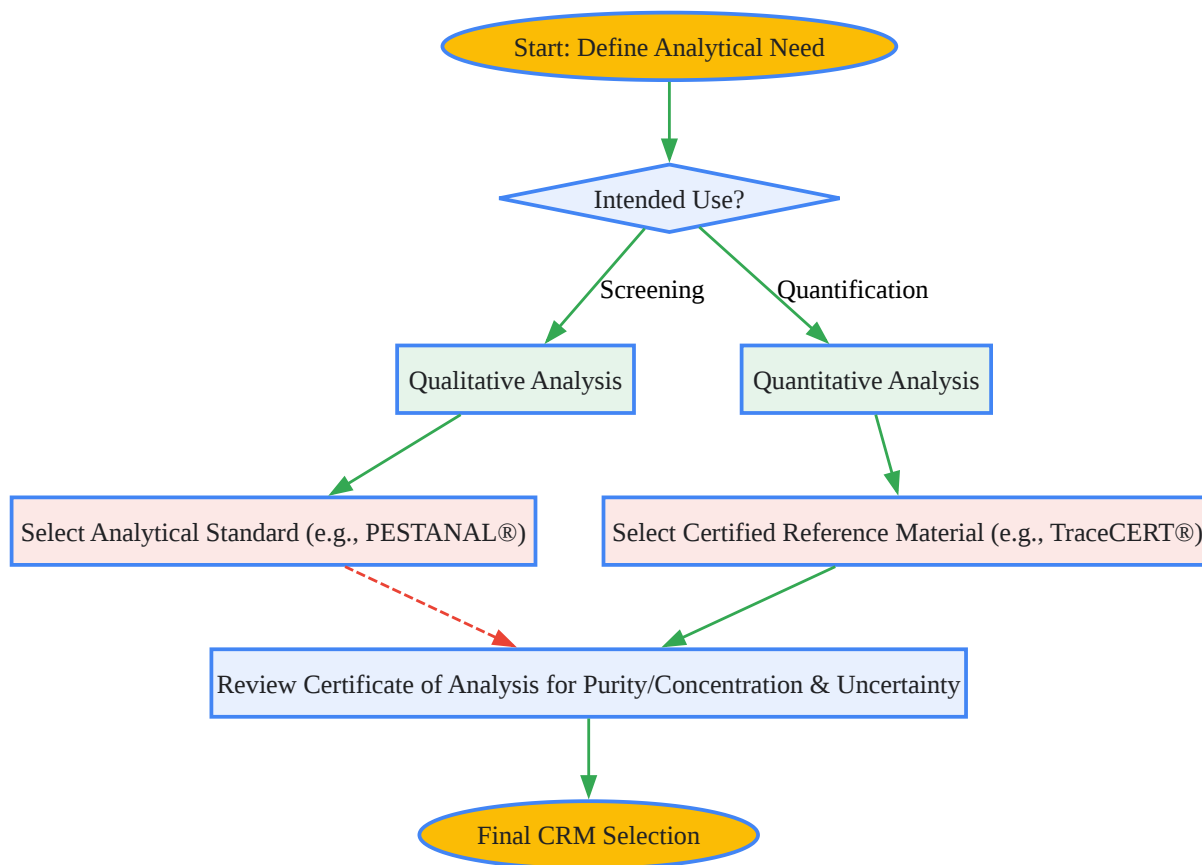 Start: Define Analytical Need
Intended Use?
Screening
Quantification
Qualitative Analysis
Quantitative Analysis
Select Analytical Standard (e.g., PESTANAL®)
Select Certified Reference Material (e.g., TraceCERT®)
Review Certificate of Analysis for Purity/Concentration & Uncertainty
Final CRM Selection